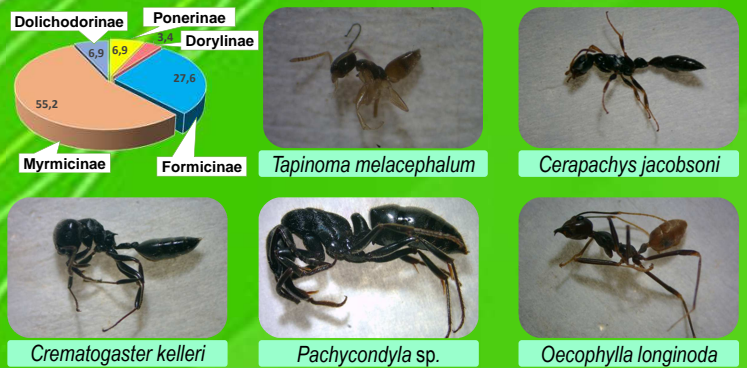 Dolichodorinae
Ponerinae
Dorylinae
6,9
6,9
3,4
27,6
55,2
Myrmicinae
Formicinae
Tapinoma melacephalum
Cerapachys jacobsoni
Crematogaster kelleri
Pachycondyla sp.
Oecophylla longinoda